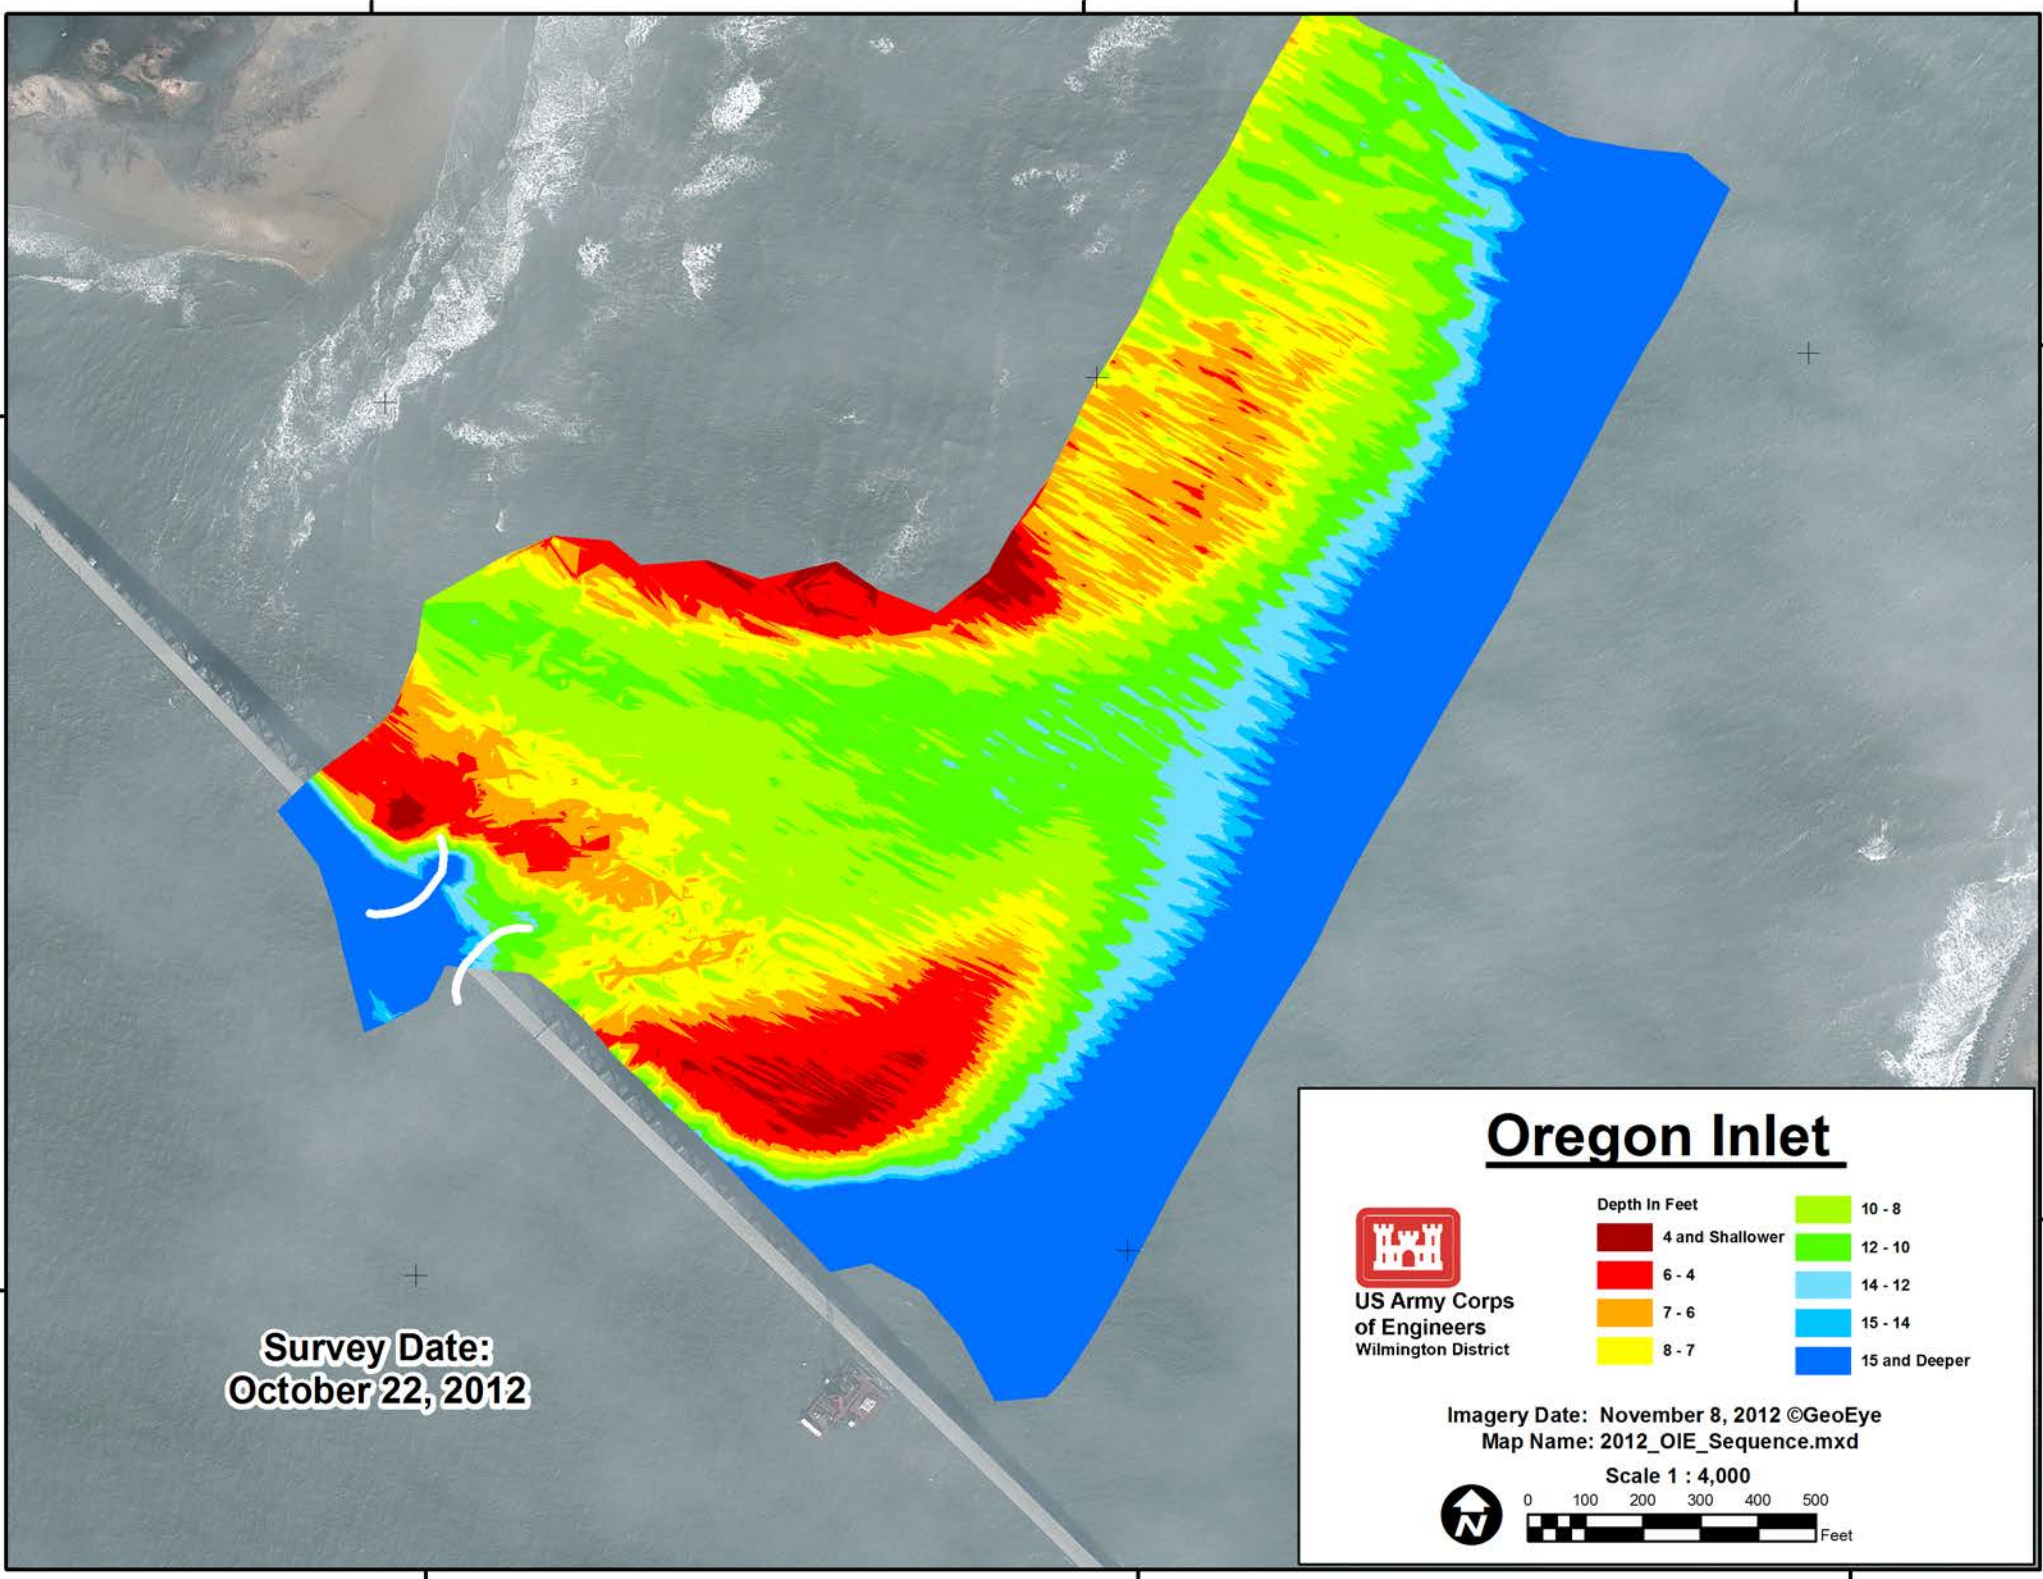 Survey Date:
October 22, 2012
Oregon Inlet
US Army Corps
of Engineers
Wilmington District
Depth In Feet
4 and Shallower
6 - 4
7 - 6
8 - 7
10 - 8
12 - 10
14 - 12
15 - 14
15 and Deeper
Imagery Date: November 8, 2012 ©GeoEye
Map Name: 2012_OIE_Sequence.mxd
Scale 1 : 4,000
N
0 100 200 300 400 500
Feet